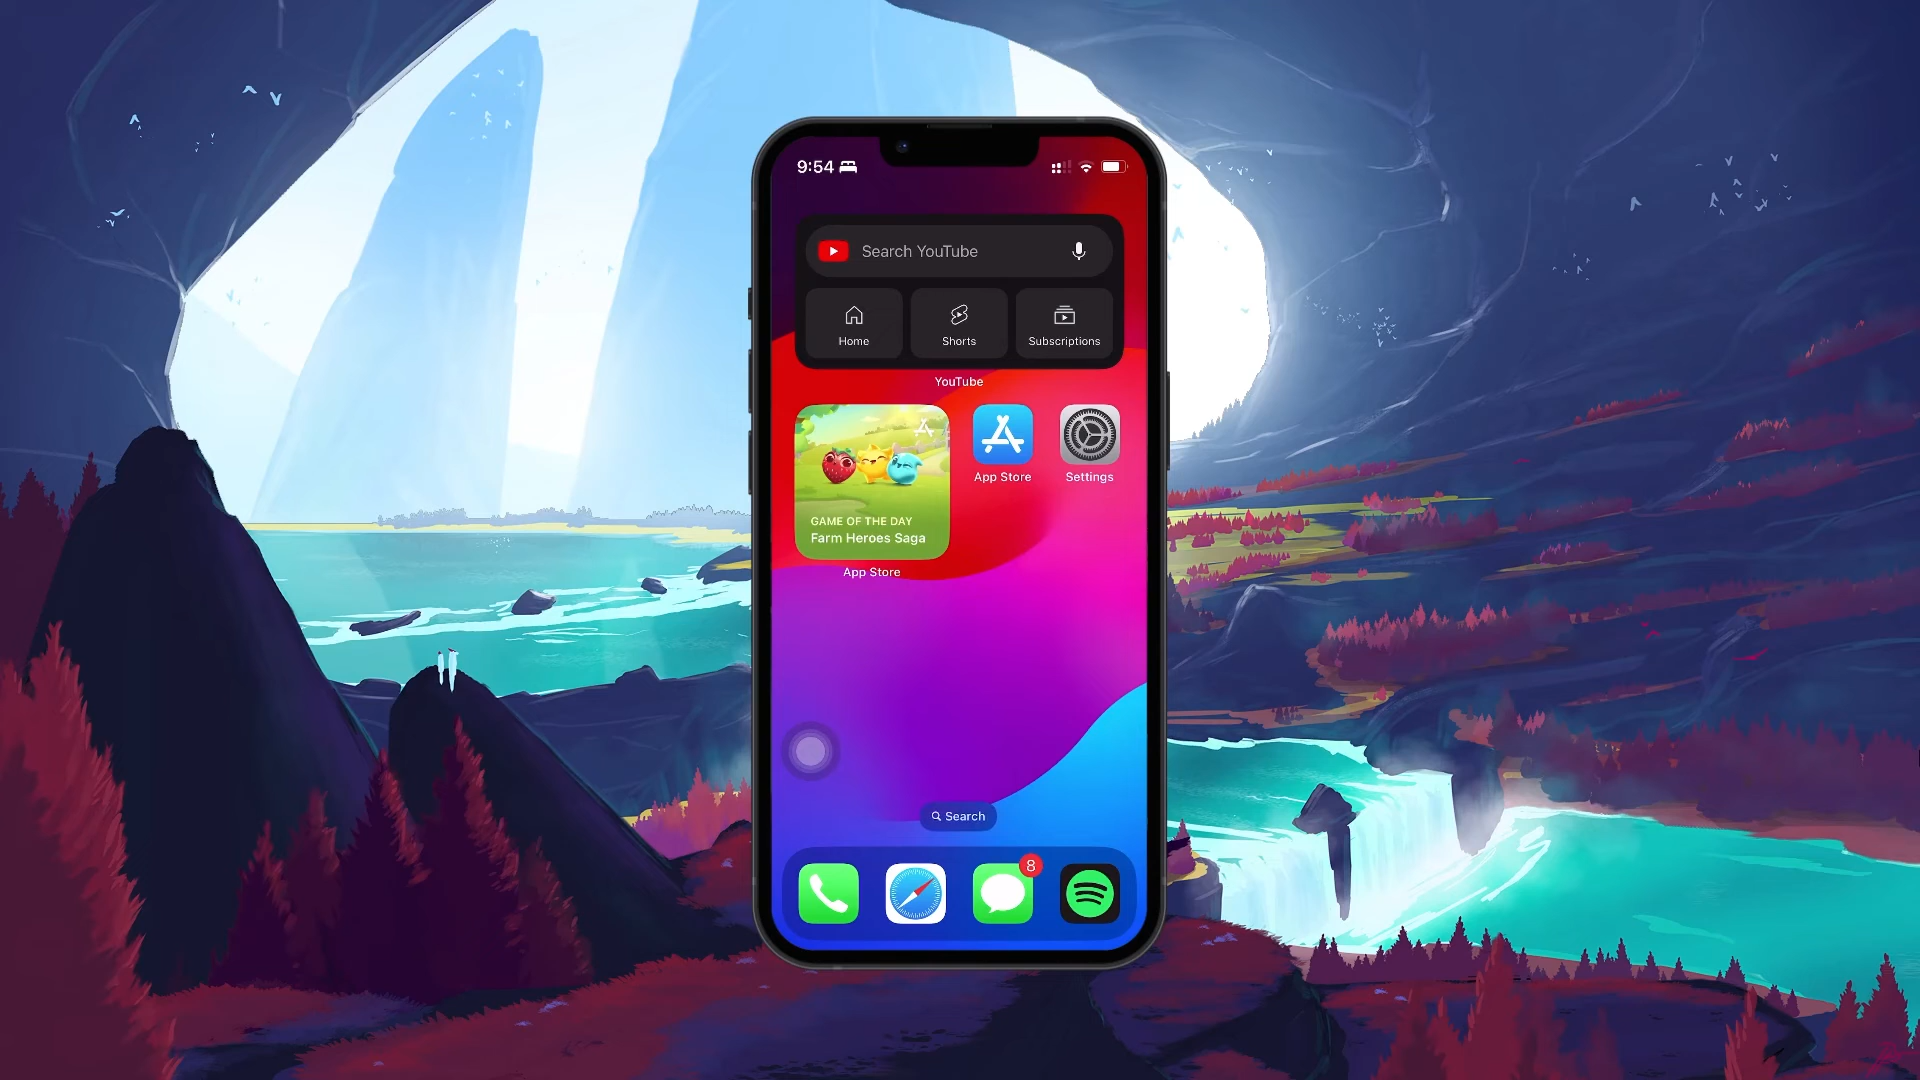 9:54
Search YouTube
Home
Shorts
Subscriptions
YouTube
GAME OF THE DAY
Farm Heroes Saga
App Store
App Store
Settings
Search
8